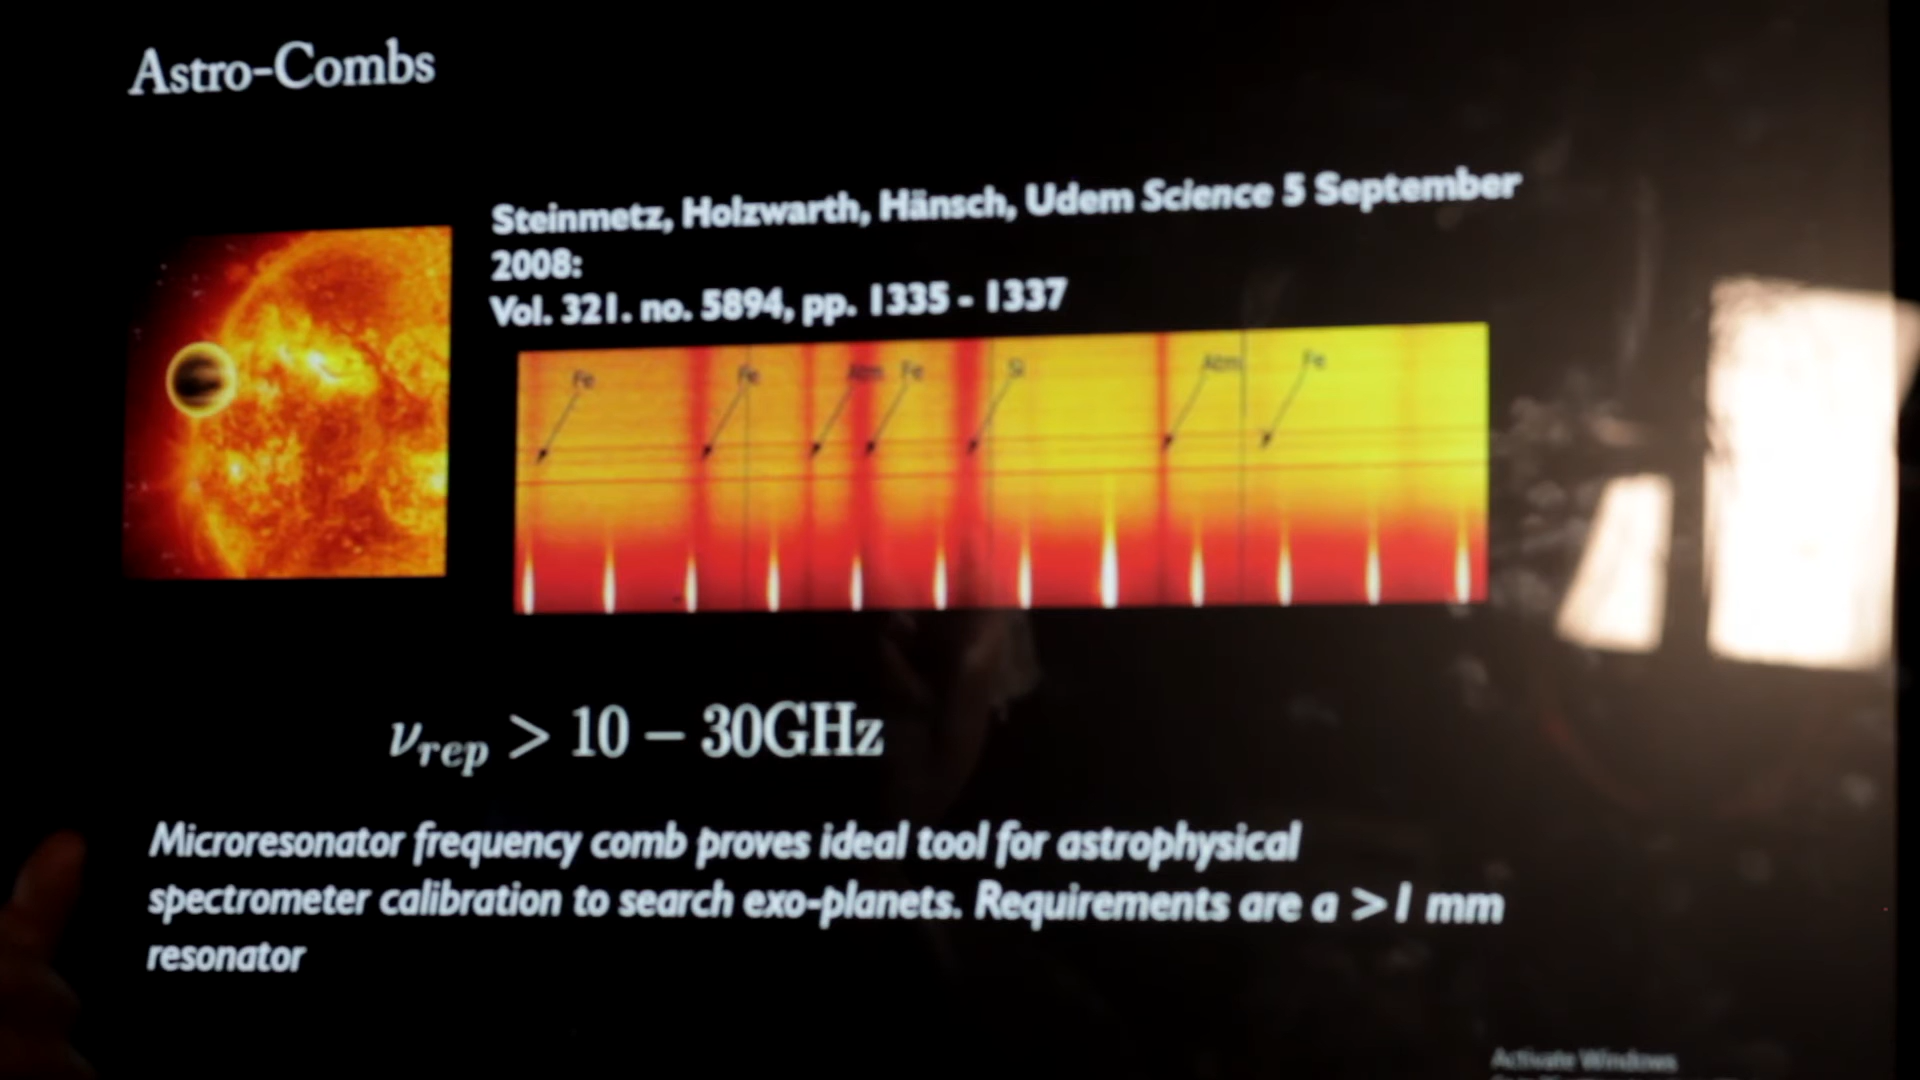 Astro-Combs
Steinmetz, Holzwarth, Hänsch, Udem Science 5 September
2008:
Vol. 321. no. 5894, pp. 1335 - 1337
Fe Fe Atm Fe Si Atm Fe
ν_rep > 10 – 30GHz
Microresonator frequency comb proves ideal tool for astrophysical
spectrometer calibration to search exo-planets. Requirements are a >1 mm
resonator
Activate Windows